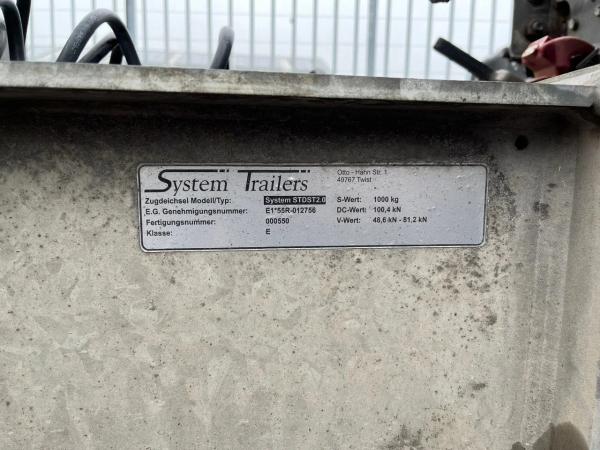 System Trailers
Otto - Hahn Str. 1
49767 Twist
Zugdeichsel Modell/Typ: System STDST2.0 S-Wert: 1000 kg
E.G. Genehmigungsnummer: E1*55R-012756 DC-Wert: 100,4 kN
Fertigungsnummer: 000550 V-Wert: 48,6 kN - 81,2 kN
Klasse: E